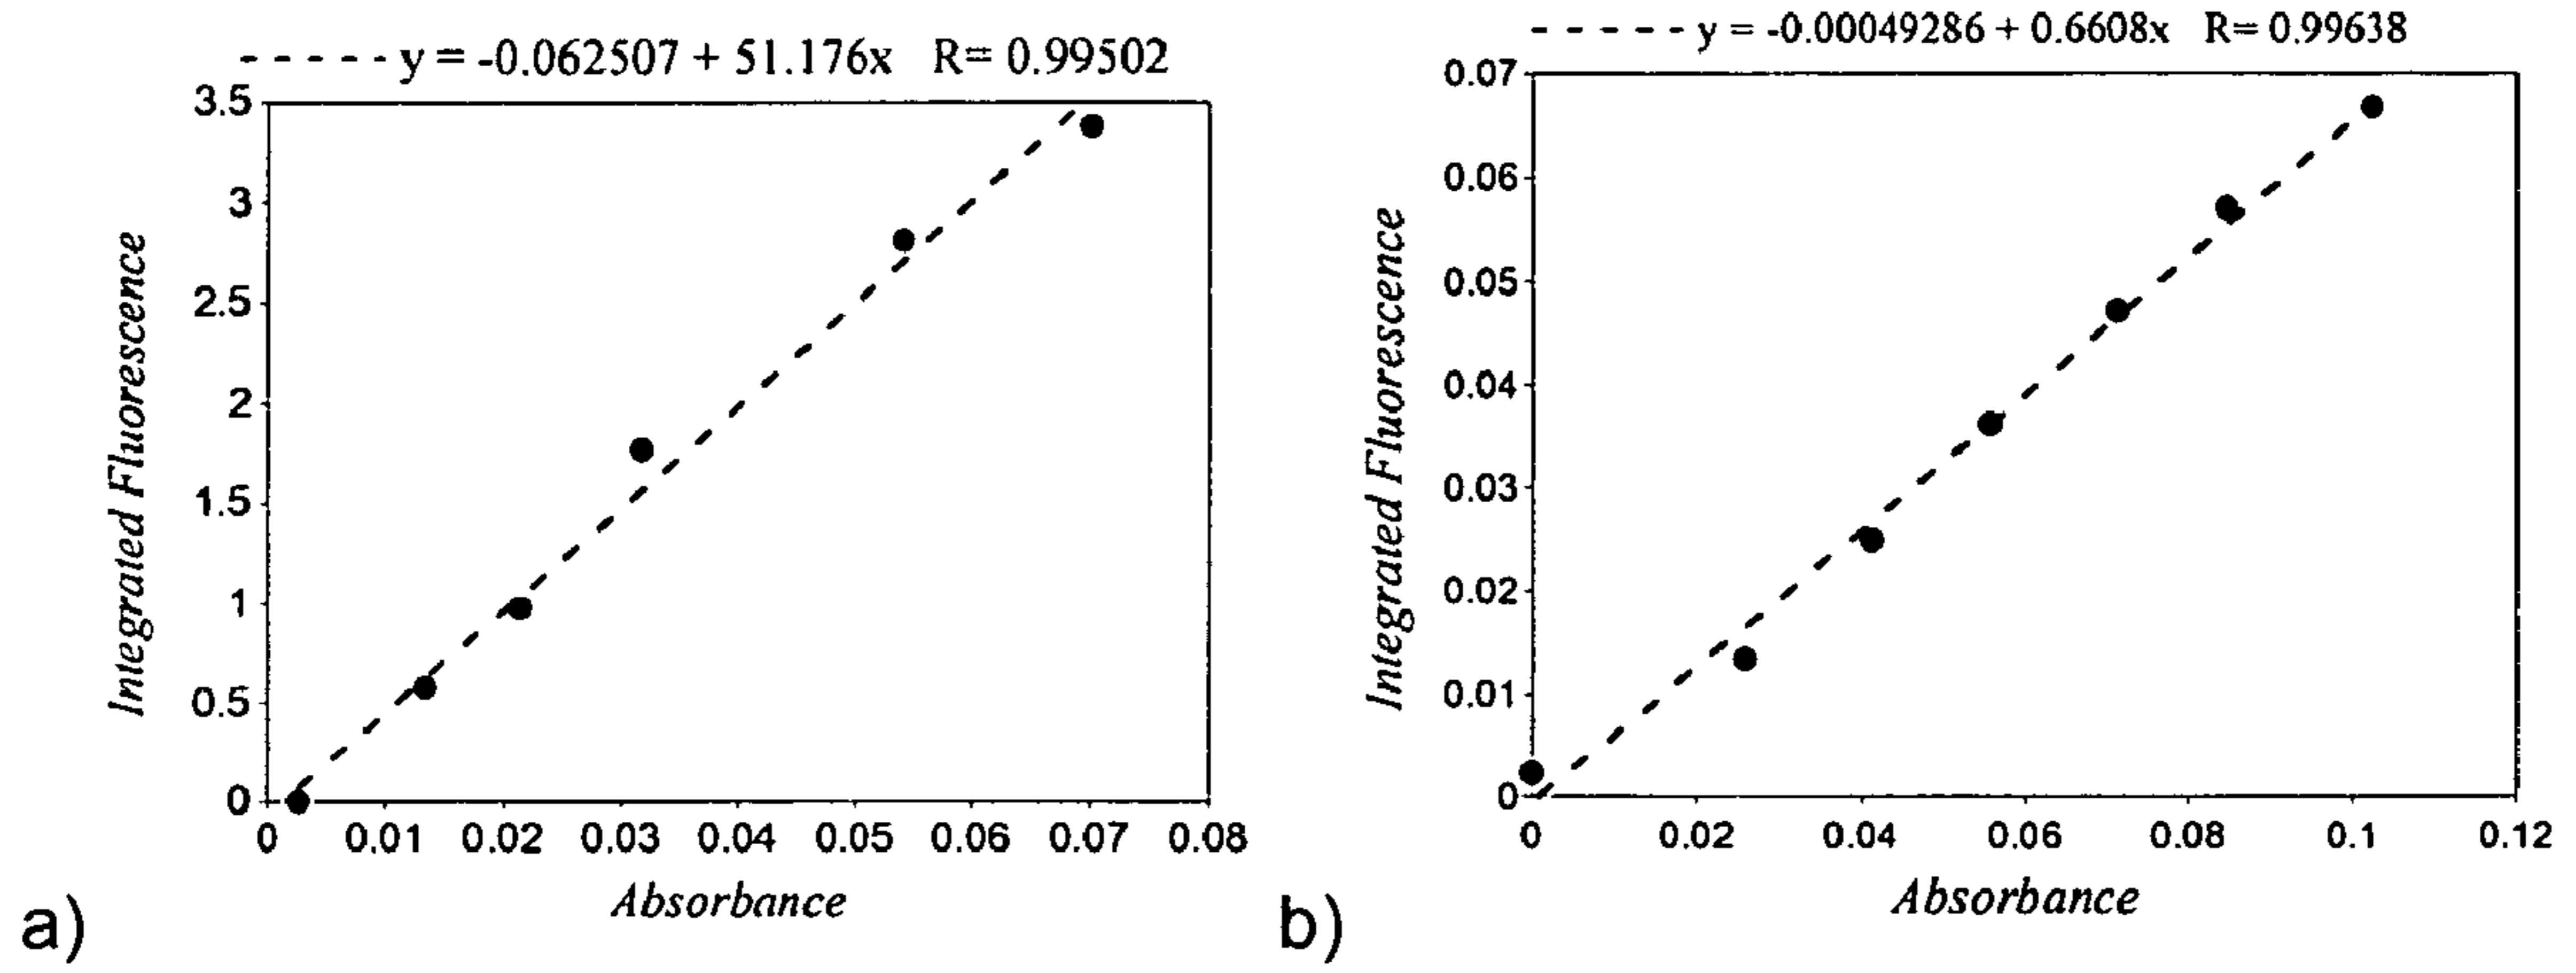 y = -0.062507 + 51.176x R= 0.99502
3.5
3
2.5
2
1.5
1
0.5
0
0 0.01 0.02 0.03 0.04 0.05 0.06 0.07 0.08
Integrated Fluorescence
Absorbance
a)
y = -0.00049286 + 0.6608x R= 0.99638
0.07
0.06
0.05
0.04
0.03
0.02
0.01
0
0 0.02 0.04 0.06 0.08 0.1 0.12
Integrated Fluorescence
Absorbance
b)